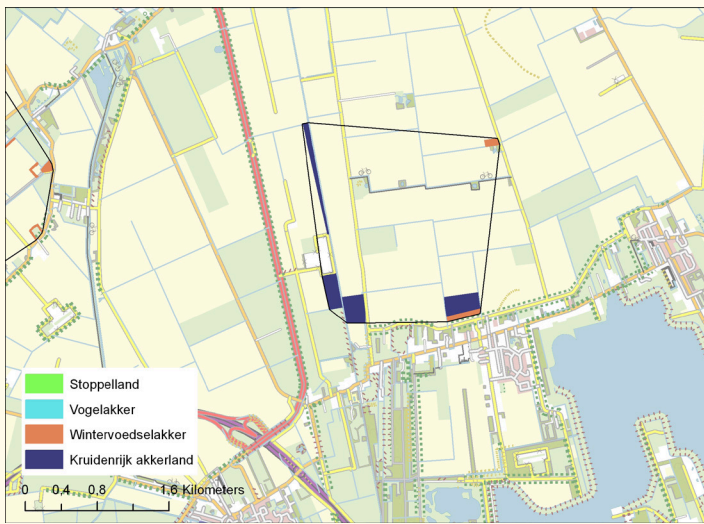 Stoppelland
Vogelakker
Wintervoedselakker
Kruidenrijk akkerland
0 0.4 0.8 1.6 Kilometers